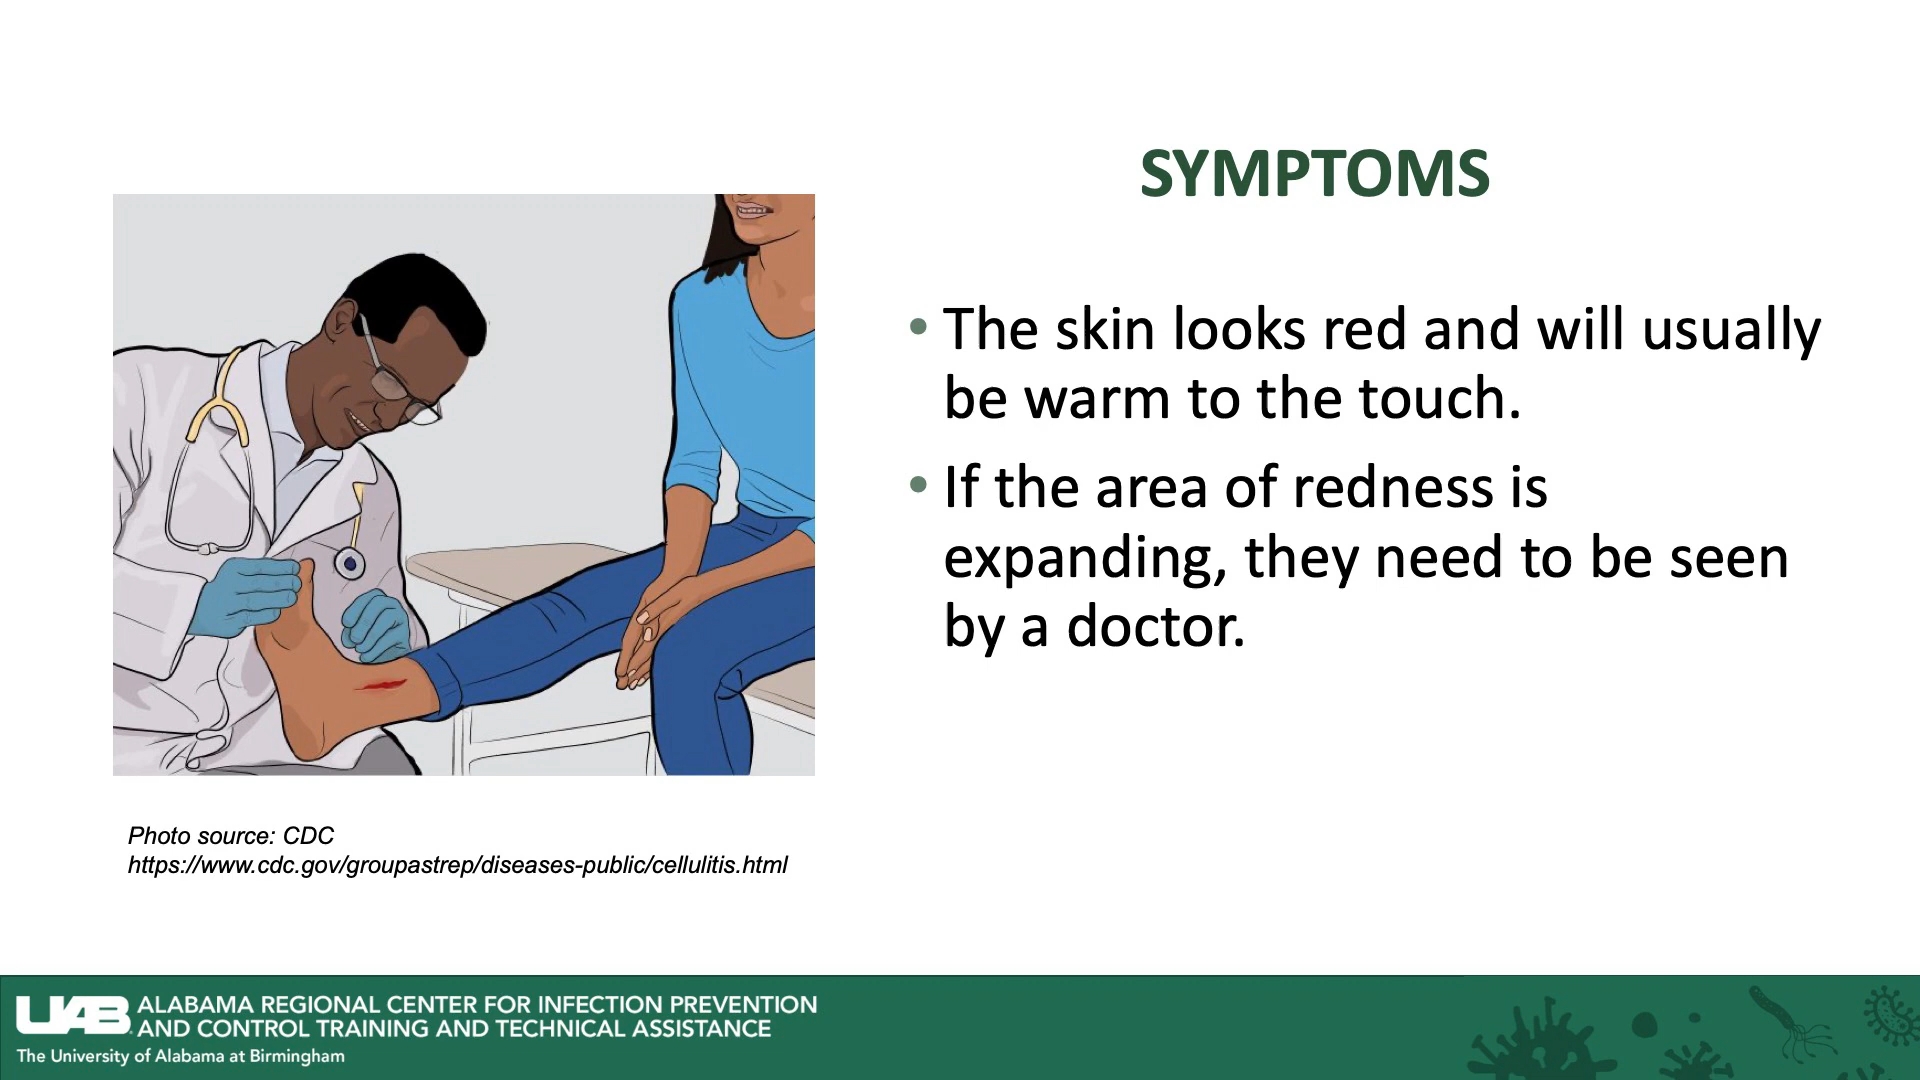 SYMPTOMS
• The skin looks red and will usually
be warm to the touch.
• If the area of redness is
expanding, they need to be seen
by a doctor.
Photo source: CDC
https://www.cdc.gov/groupastrep/diseases-public/cellulitis.html
UAB ALABAMA REGIONAL CENTER FOR INFECTION PREVENTION
AND CONTROL TRAINING AND TECHNICAL ASSISTANCE
The University of Alabama at Birmingham